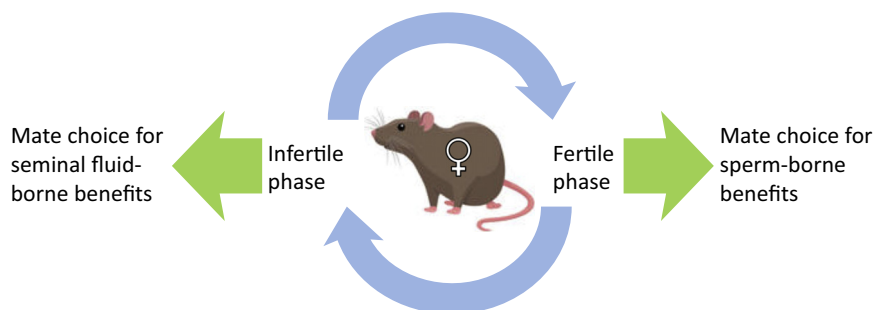 Mate choice for
seminal fluid-
borne benefits
Infertile
phase
Fertile
phase
Mate choice for
sperm-borne
benefits